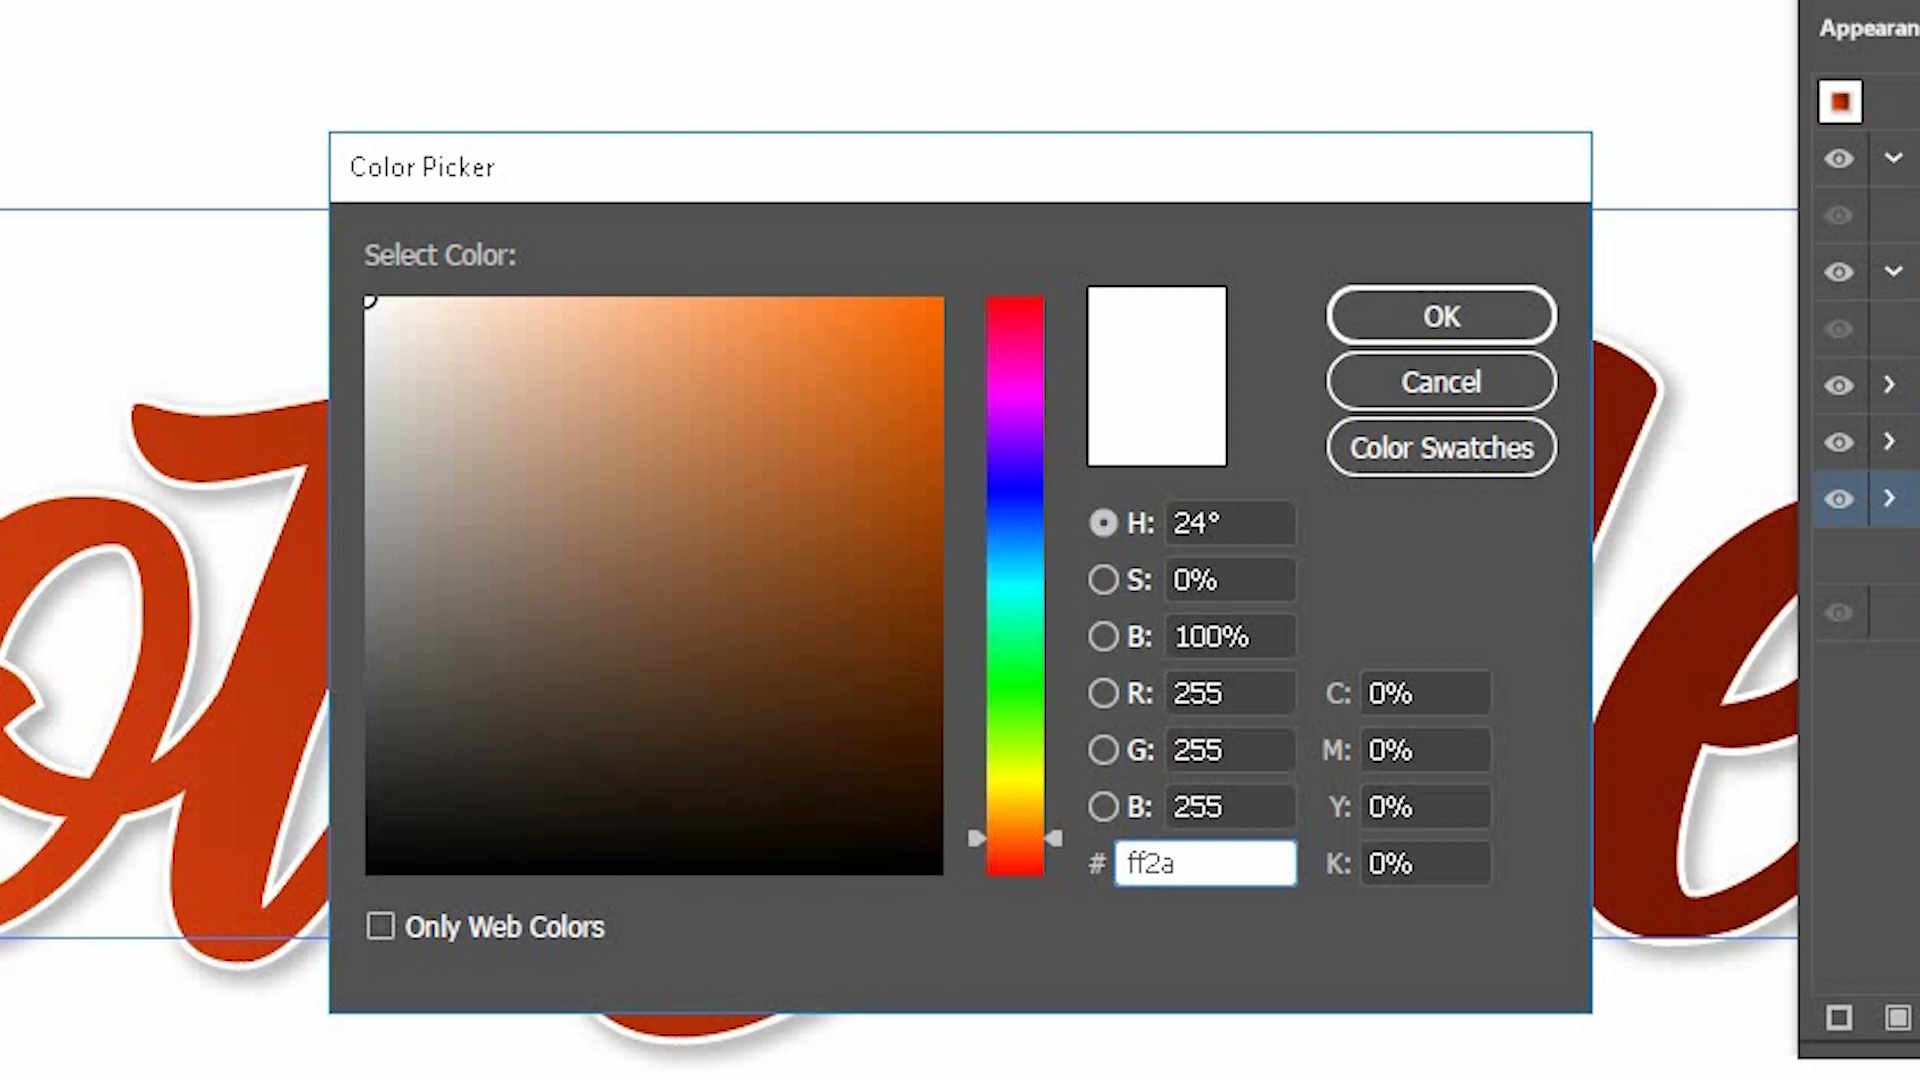 Appearan
Color Picker
Select Color:
OK
Cancel
Color Swatches
H: 24°
S: 0%
B: 100%
R: 255 C: 0%
G: 255 M: 0%
B: 255 Y: 0%
# ff2a K: 0%
Only Web Colors